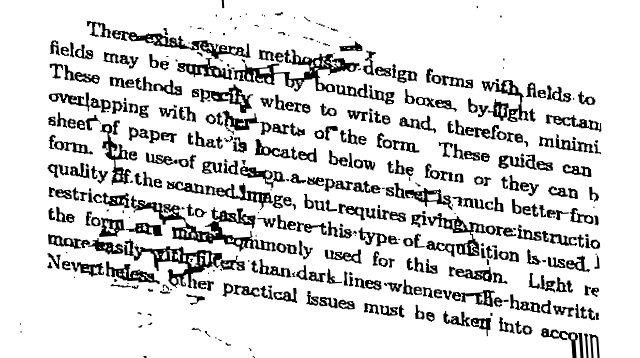 There exist several methods to design forms with fields to
fields may be surrounded by bounding boxes, by light rectan
These methods specify where to write and, therefore, minimi
overlapping with other parts of the form. These guides can
sheet of paper that is located below the form or they can b
form. The use of guides on a separate sheet is much better fro
quality of the scanned image, but requires giving more instructio
restricts its use to tasks where this type of acquisition is used.
the form are more commonly used for this reason. Light re
more easily with filters than dark lines whenever the handwritt
Nevertheless, other practical issues must be taken into accoun